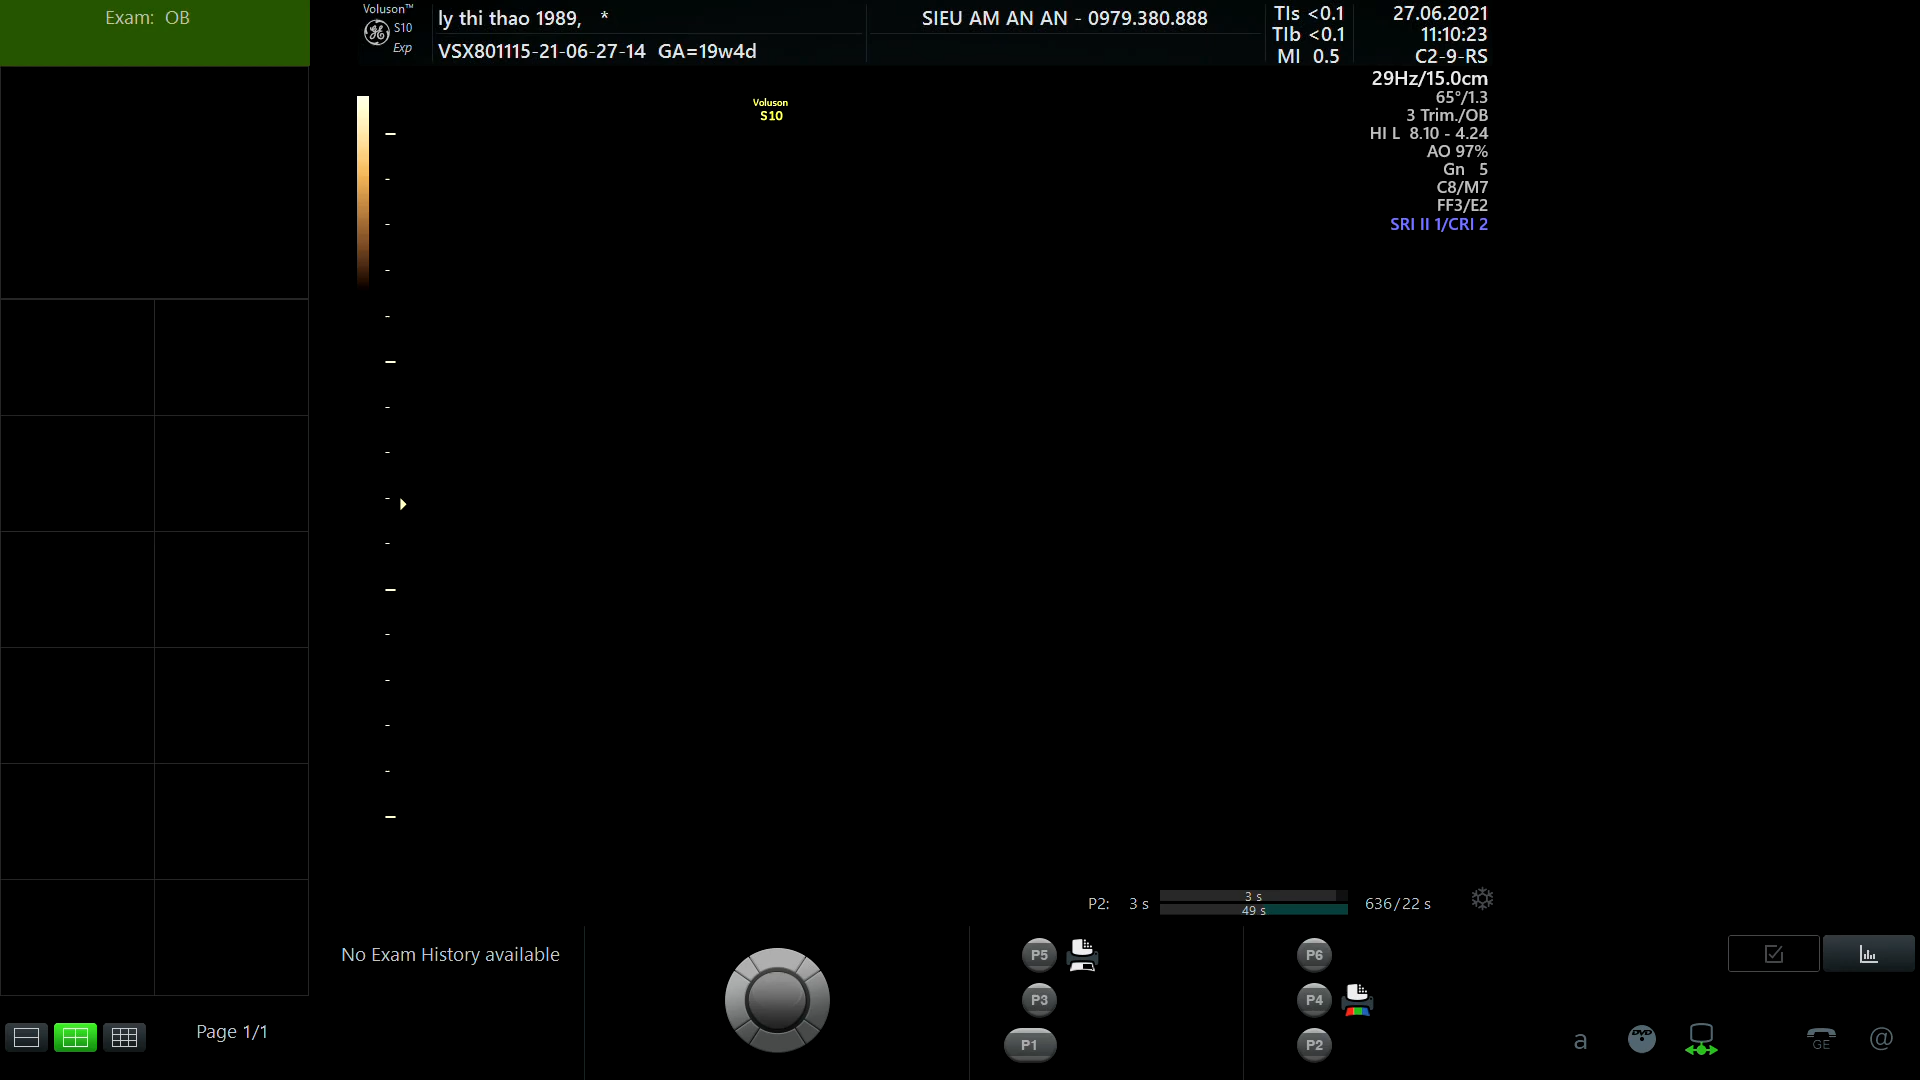 Exam: OB
Voluson™
S10
Exp
ly thi thao 1989, *
VSX801115-21-06-27-14 GA=19w4d
SIEU AM AN AN - 0979.380.888
TIs <0.1
TIb <0.1
MI 0.5
27.06.2021
11:10:23
C2-9-RS
29Hz/15.0cm
65°/1.3
3 Trim./OB
HI L 8.10 - 4.24
AO 97%
Gn 5
C8/M7
FF3/E2
SRI II 1/CRI 2
Voluson
S10
P2: 3 s
3 s
49 s
636/22 s
No Exam History available
P5
P3
P1
P6
P4
P2
Page 1/1
a
DVD
GE
@